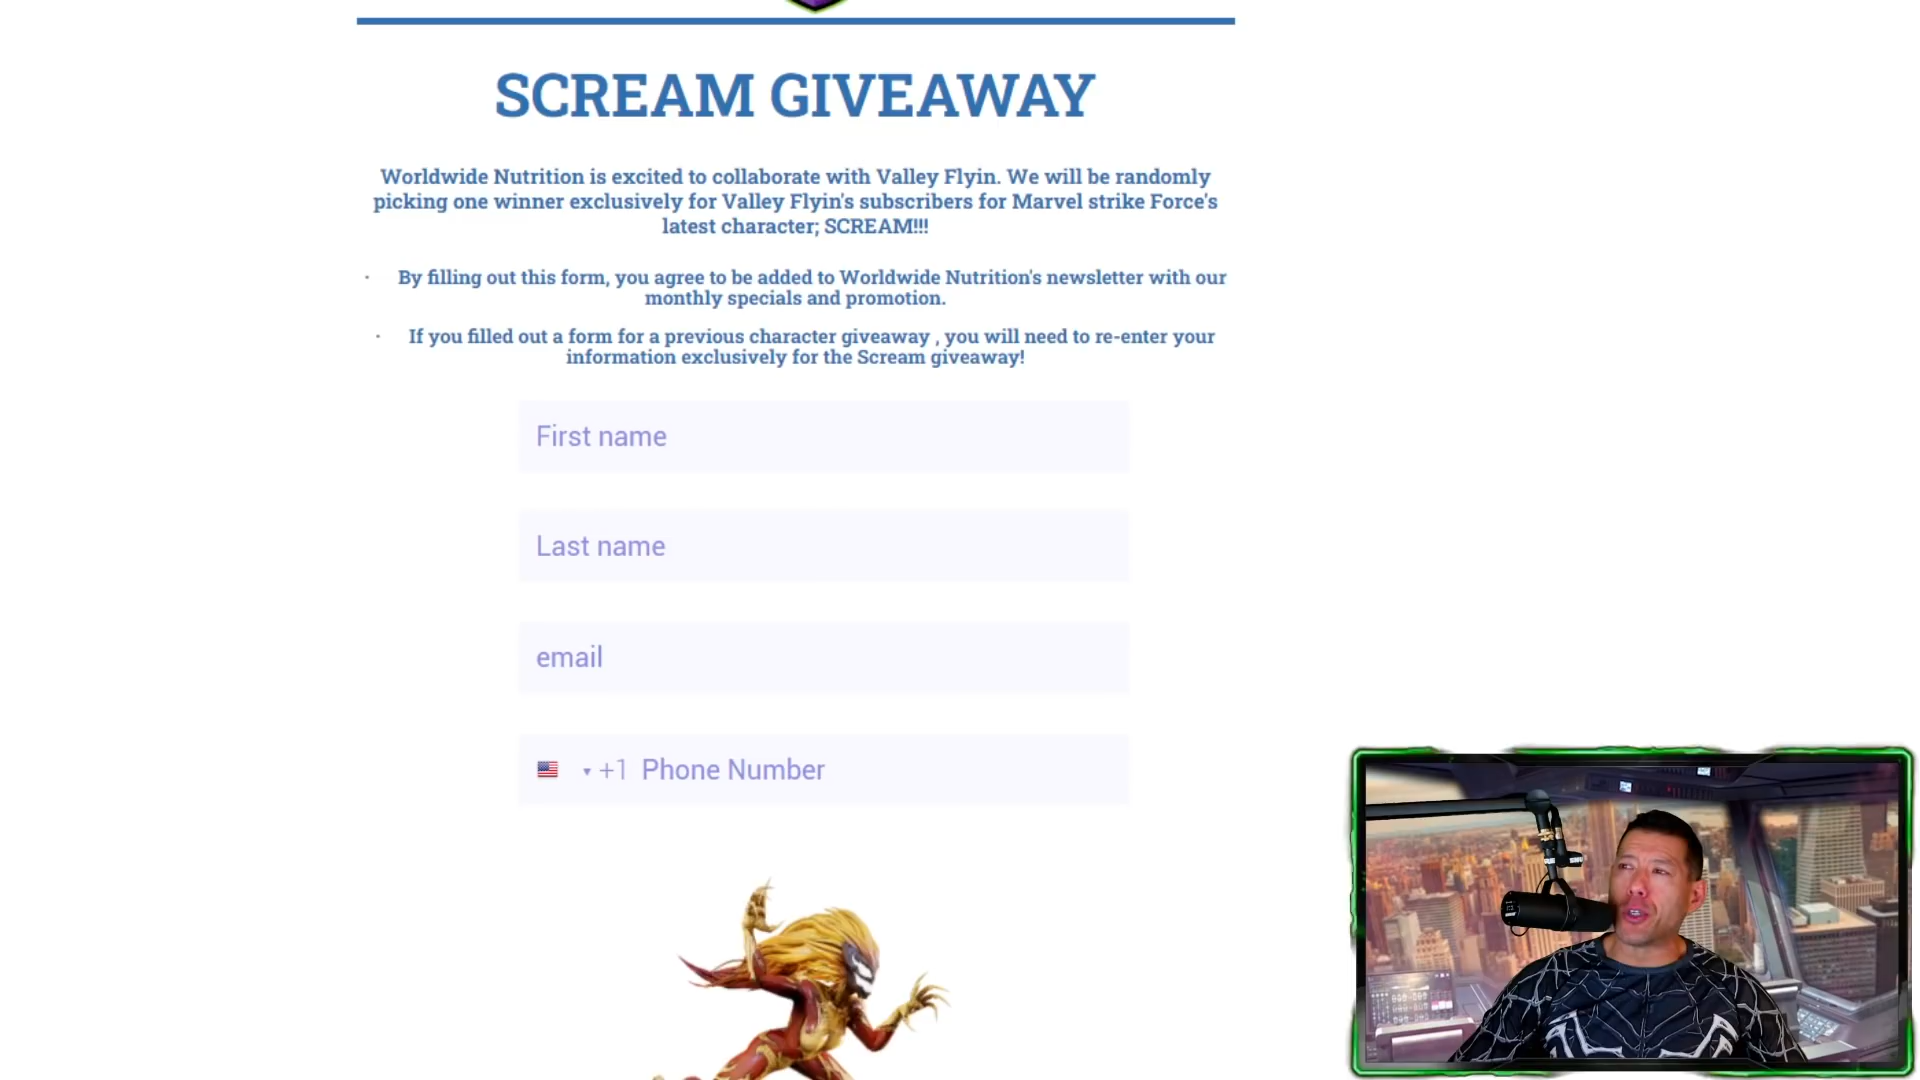 SCREAM GIVEAWAY
Worldwide Nutrition is excited to collaborate with Valley Flyin. We will be randomly
picking one winner exclusively for Valley Flyin's subscribers for Marvel strike Force's
latest character; SCREAM!!!
· By filling out this form, you agree to be added to Worldwide Nutrition's newsletter with our
monthly specials and promotion.
· If you filled out a form for a previous character giveaway , you will need to re-enter your
information exclusively for the Scream giveaway!
First name
Last name
email
+1 Phone Number